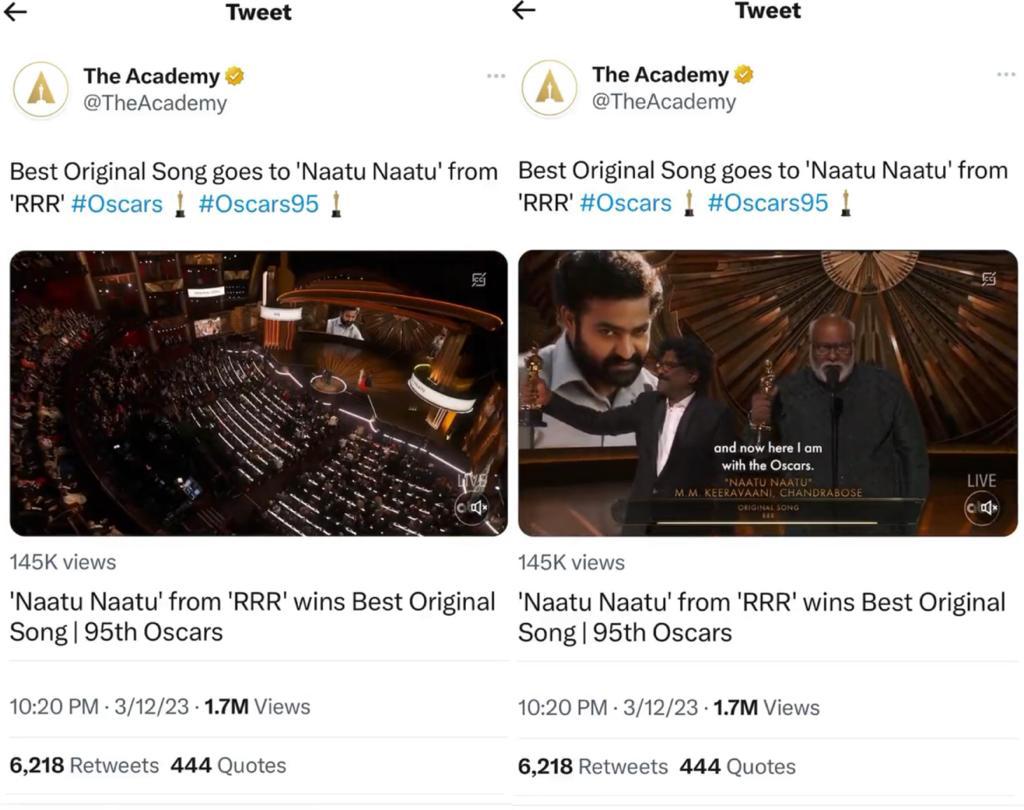 Tweet
The Academy
@TheAcademy
Best Original Song goes to 'Naatu Naatu' from
'RRR' #Oscars #Oscars95
LIVE
145K views
'Naatu Naatu' from 'RRR' wins Best Original
Song | 95th Oscars
10:20 PM · 3/12/23 · 1.7M Views
6,218 Retweets 444 Quotes
Tweet
The Academy
@TheAcademy
Best Original Song goes to 'Naatu Naatu' from
'RRR' #Oscars #Oscars95
and now here I am
with the Oscars.
"NAATU NAATU"
M.M. KEERAVAANI, CHANDRABOSE
ORIGINAL SONG
RRR
LIVE
145K views
'Naatu Naatu' from 'RRR' wins Best Original
Song | 95th Oscars
10:20 PM · 3/12/23 · 1.7M Views
6,218 Retweets 444 Quotes